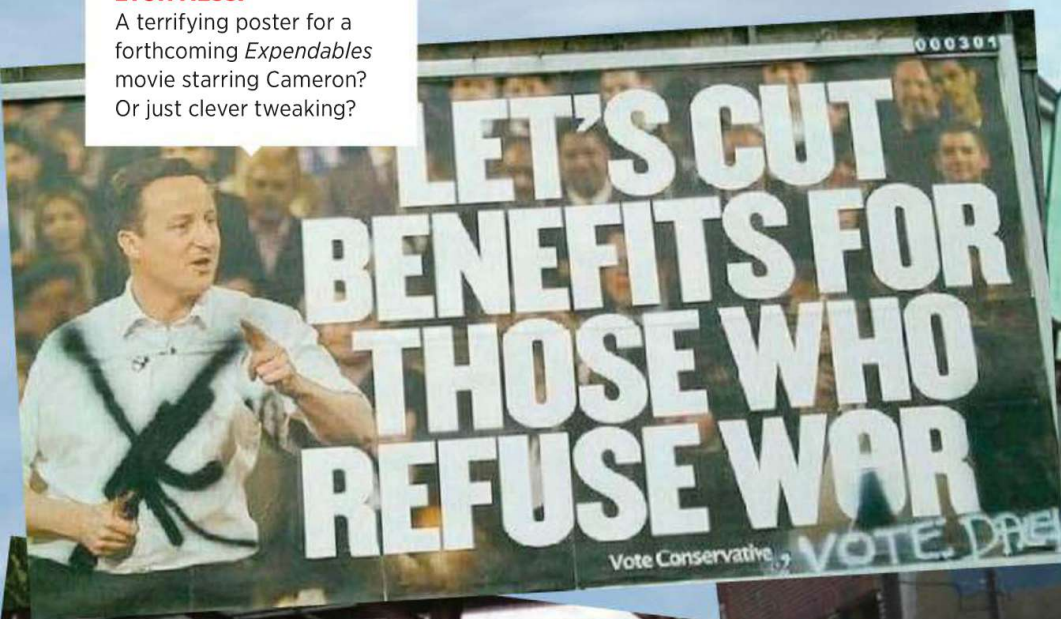 A terrifying poster for a
forthcoming Expendables
movie starring Cameron?
Or just clever tweaking?
000301
LET'S CUT
BENEFITS FOR
THOSE WHO
REFUSE WAR
Vote Conservative, VOTE. DAC